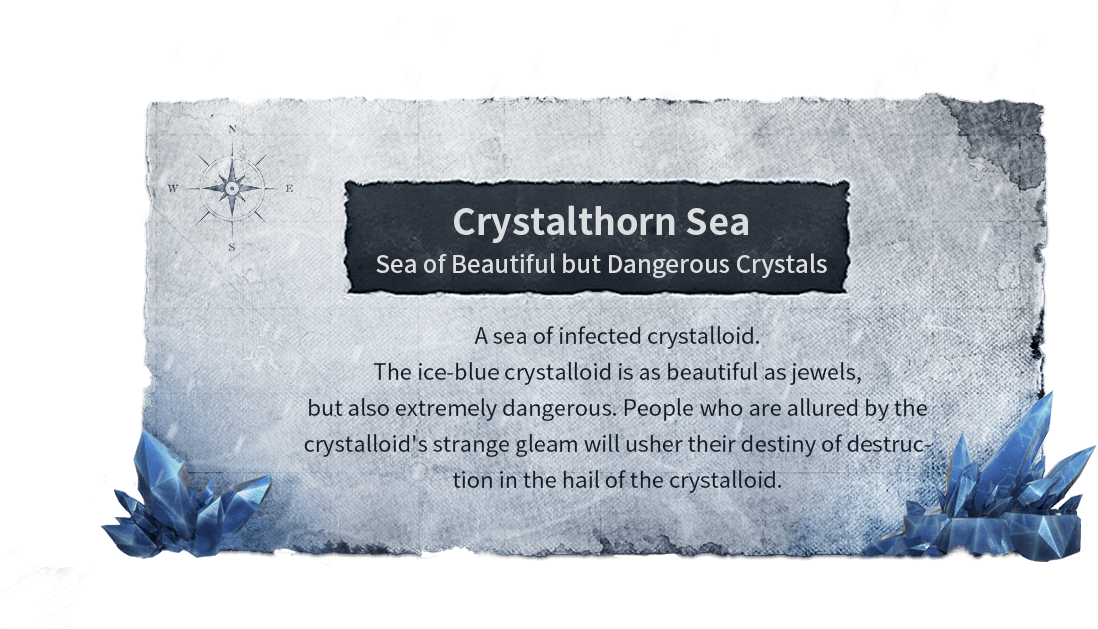 N
W E
S
Crystalthorn Sea
Sea of Beautiful but Dangerous Crystals
A sea of infected crystalloid.
The ice-blue crystalloid is as beautiful as jewels,
but also extremely dangerous. People who are allured by the
crystalloid's strange gleam will usher their destiny of destruc-
tion in the hail of the crystalloid.